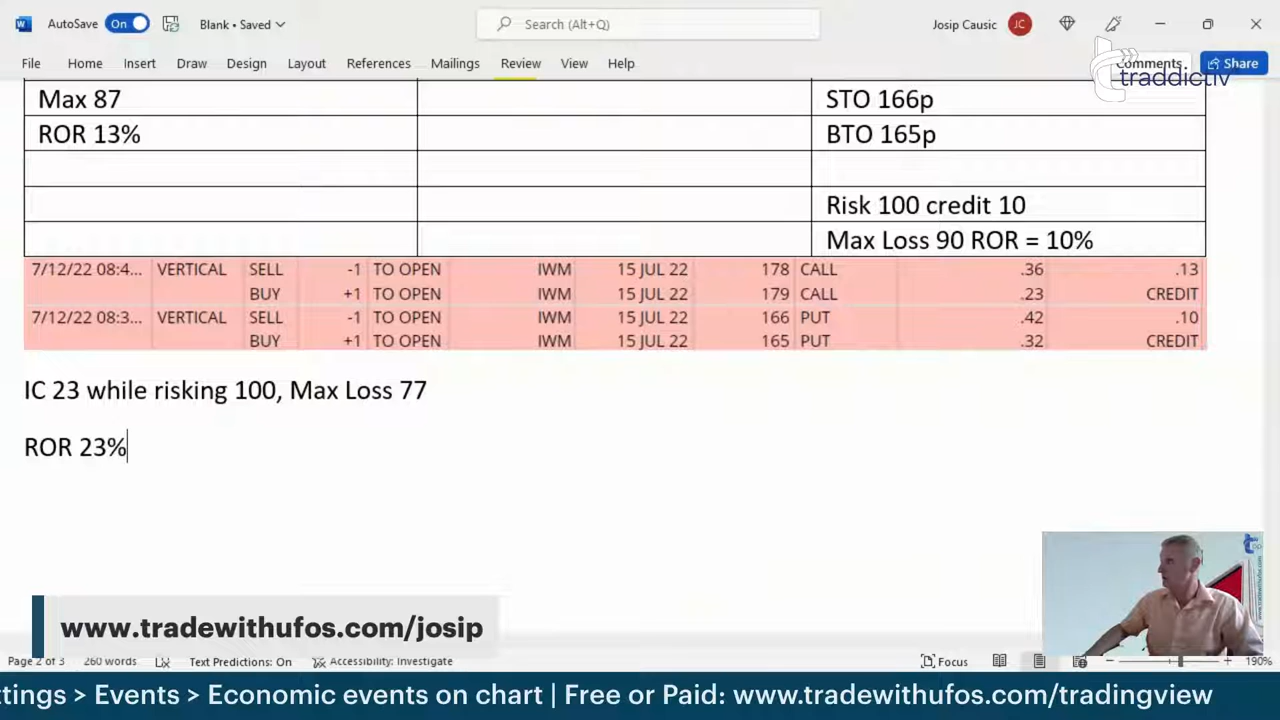 AutoSave On Blank • Saved Search (Alt+Q) Josip Causic JC
File Home Insert Draw Design Layout References Mailings Review View Help Comments Share
traddictiv
Max 87 STO 166p
ROR 13% BTO 165p
Risk 100 credit 10
Max Loss 90 ROR = 10%
7/12/22 08:4... VERTICAL SELL -1 TO OPEN IWM 15 JUL 22 178 CALL .36 .13
BUY +1 TO OPEN IWM 15 JUL 22 179 CALL .23 CREDIT
7/12/22 08:3... VERTICAL SELL -1 TO OPEN IWM 15 JUL 22 166 PUT .42 .10
BUY +1 TO OPEN IWM 15 JUL 22 165 PUT .32 CREDIT
IC 23 while risking 100, Max Loss 77
ROR 23%
www.tradewithufos.com/josip
Page 2 of 3 260 words Text Predictions: On Accessibility: Investigate Focus 190%
ttings > Events > Economic events on chart | Free or Paid: www.tradewithufos.com/tradingview